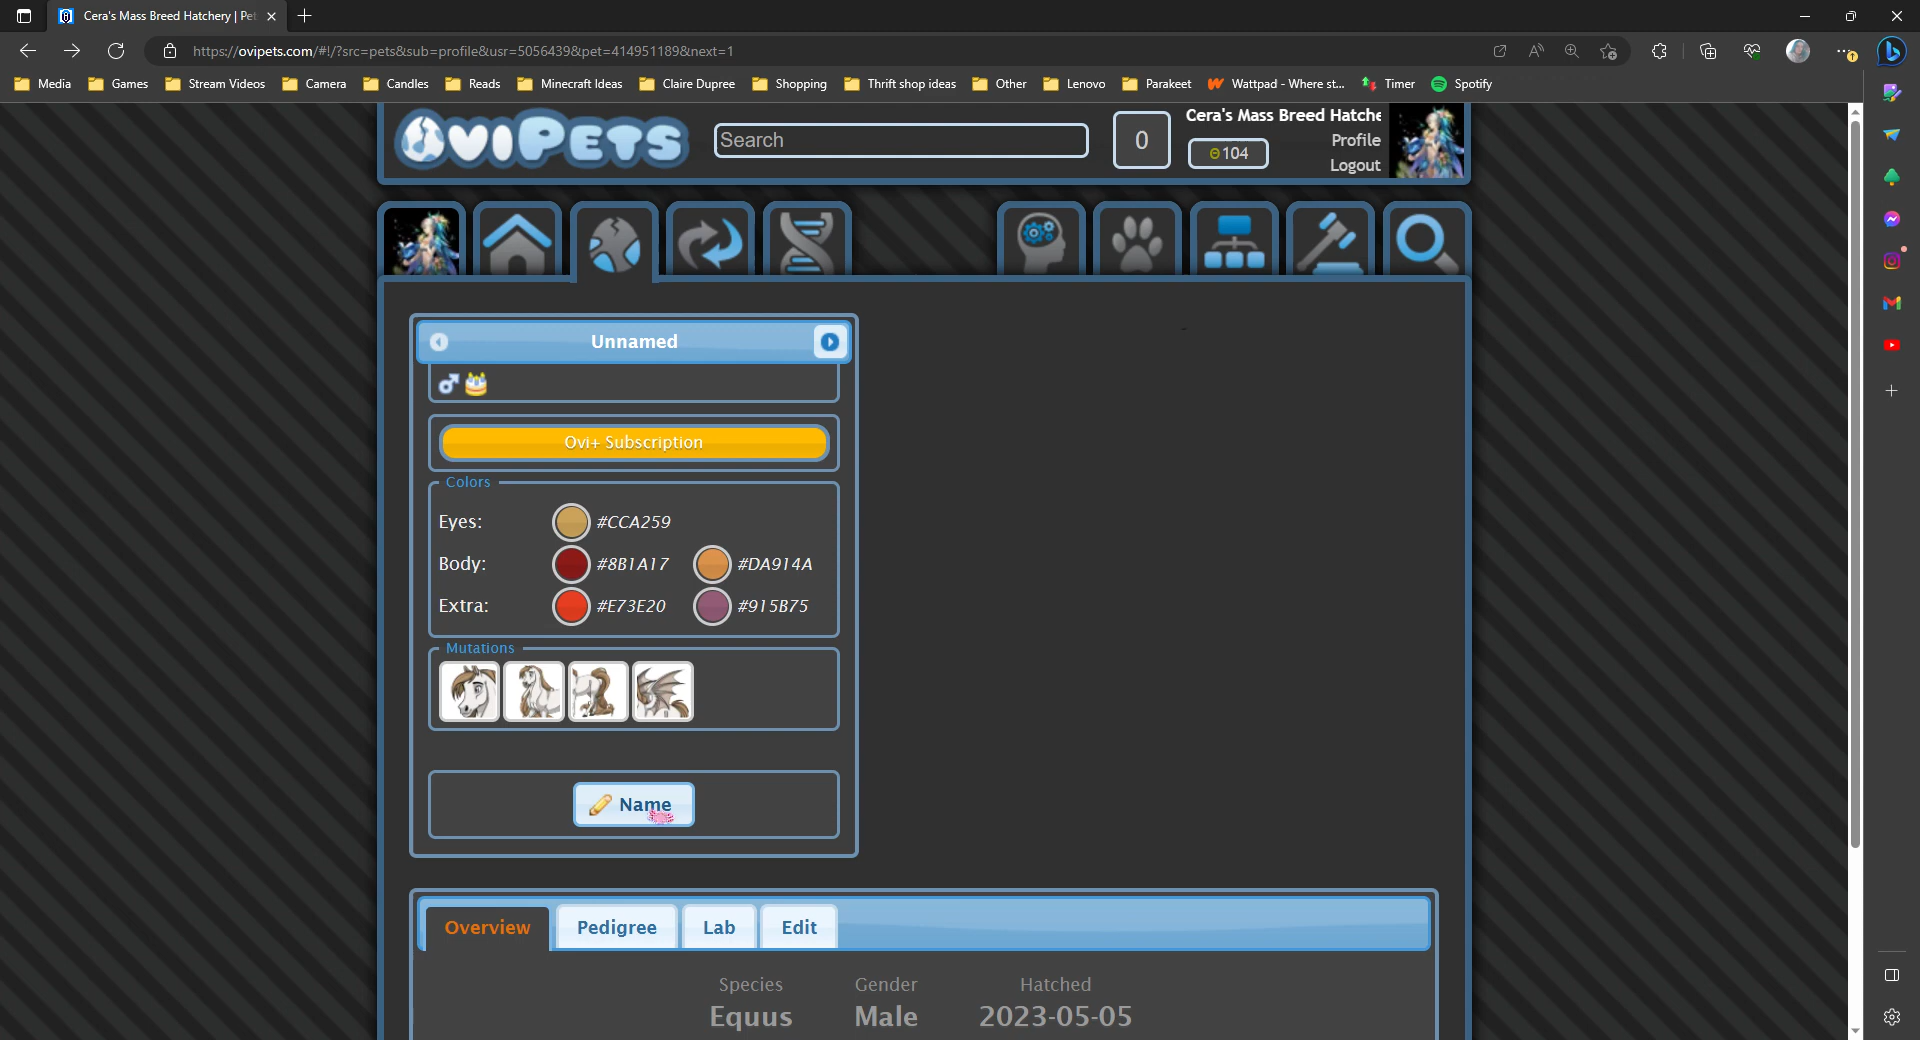 Cera's Mass Breed Hatchery | Pet
https://ovipets.com/#!/?src=pets&sub=profile&usr=5056439&pet=414951189&next=1
Media Games Stream Videos Camera Candles Reads Minecraft Ideas Claire Dupree Shopping Thrift shop ideas Other Lenovo Parakeet Wattpad - Where st... Timer Spotify
OviPets
Search
0
Cera's Mass Breed Hatche
104
Profile
Logout
Unnamed
Ovi+ Subscription
Colors
Eyes: #CCA259
Body: #8B1A17 #DA914A
Extra: #E73E20 #915B75
Mutations
Name
Overview Pedigree Lab Edit
Species Gender Hatched
Equus Male 2023-05-05